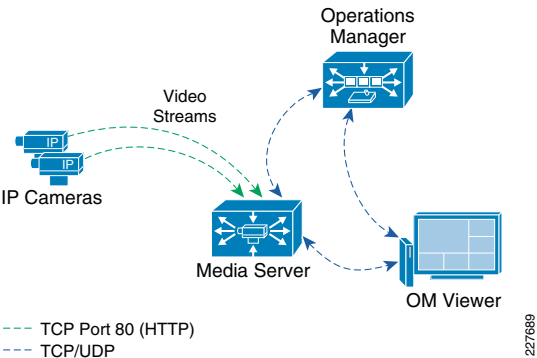 Operations
Manager
Video
Streams
IP
IP
IP Cameras
Media Server
OM Viewer
TCP Port 80 (HTTP)
TCP/UDP
227689